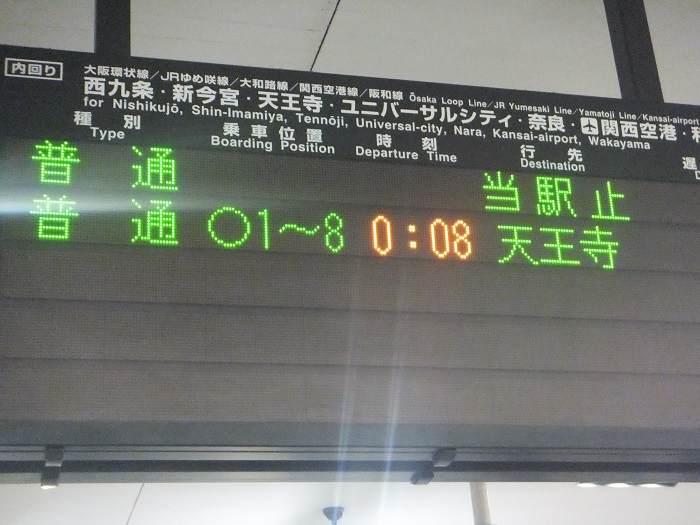 内回り
大阪環状線／JRゆめ咲線／大和路線／関西空港線／阪和線 Ōsaka Loop Line／JR Yumesaki Line／Yamatoji Line／Kansai-airport
西九条・新今宮・天王寺・ユニバーサルシティ・奈良・関西空港・
for Nishikujō, Shin-Imamiya, Tennōji, Universal-city, Nara, Kansai-airport, Wakayama
種別 乗車位置 時刻 行先
Type Boarding Position Departure Time Destination
普通 当駅止
普通 ○1～8 0:08 天王寺